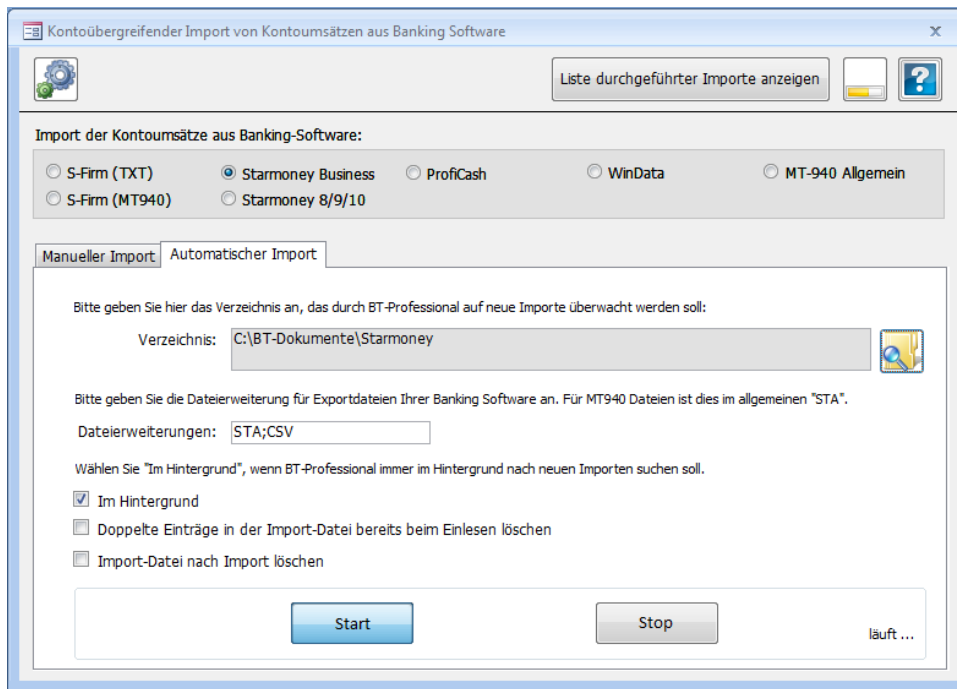 Kontoübergreifender Import von Kontoumsätzen aus Banking Software
x
Liste durchgeführter Importe anzeigen
?
Import der Kontoumsätze aus Banking-Software:
S-Firm (TXT) Starmoney Business ProfiCash WinData MT-940 Allgemein
S-Firm (MT940) Starmoney 8/9/10
Manueller Import Automatischer Import
Bitte geben Sie hier das Verzeichnis an, das durch BT-Professional auf neue Importe überwacht werden soll:
Verzeichnis: C:\BT-Dokumente\Starmoney
Bitte geben Sie die Dateierweiterung für Exportdateien Ihrer Banking Software an. Für MT940 Dateien ist dies im allgemeinen "STA".
Dateierweiterungen: STA;CSV
Wählen Sie "Im Hintergrund", wenn BT-Professional immer im Hintergrund nach neuen Importen suchen soll.
Im Hintergrund
Doppelte Einträge in der Import-Datei bereits beim Einlesen löschen
Import-Datei nach Import löschen
Start Stop läuft ...